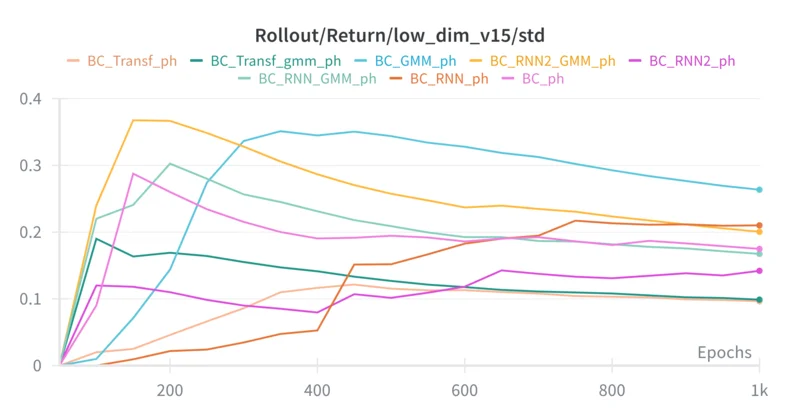 Rollout/Return/low_dim_v15/std
BC_Transf_ph BC_Transf_gmm_ph BC_GMM_ph BC_RNN2_GMM_ph BC_RNN2_ph
BC_RNN_GMM_ph BC_RNN_ph BC_ph
0.4
0.3
0.2
0.1
0
Epochs
200 400 600 800 1k